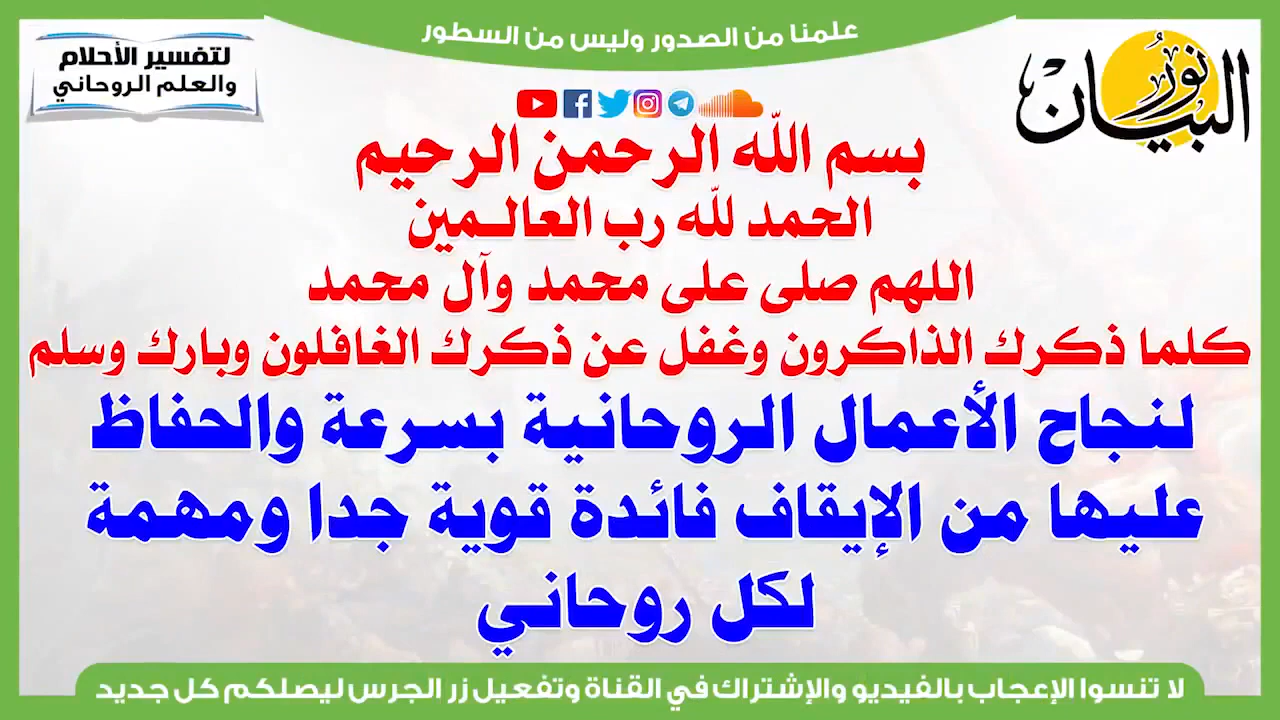 علمنا من الصدور وليس من السطور
لتفسير الأحلام
والعلم الروحاني
نور
البيان
بسم الله الرحمن الرحيم
الحمد لله رب العالـمين
اللهم صلى على محمد وآل محمد
كلما ذكرك الذاكرون وغفل عن ذكرك الغافلون وبارك وسلم
لنجاح الأعمال الروحانية بسرعة والحفاظ
عليها من الإيقاف فائدة قوية جدا ومهمة
لكل روحاني
لا تنسوا الإعجاب بالفيديو والإشتراك في القناة وتفعيل زر الجرس ليصلكم كل جديد